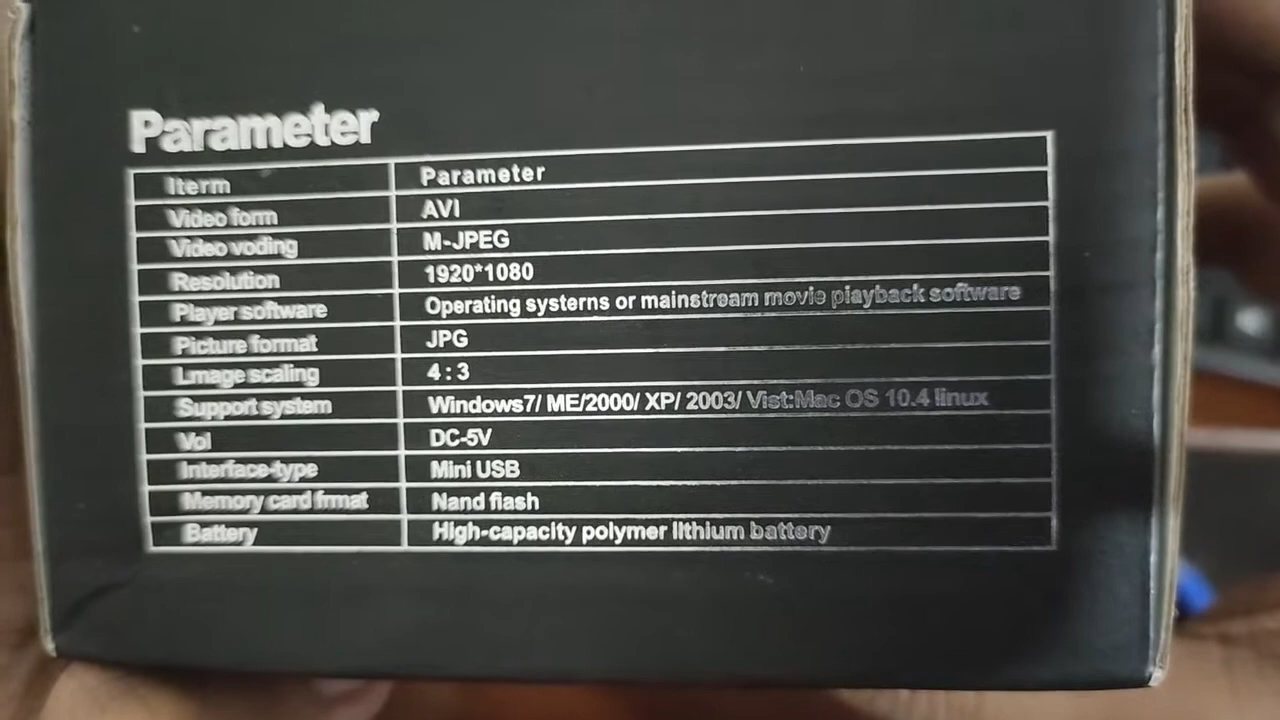 Parameter
Iterm Parameter
Video form AVI
Video voding M-JPEG
Resolution 1920*1080
Player software Operating systerns or mainstream movie piayback software
Picture format JPG
Lmage scaling 4:3
Support system Windows7/ ME/2000/ XP/ 2003/ Vist:Mac OS 10.4 linux
Vol DC-5V
Interface-type Mini USB
Memory card frmat Nand flash
Battery High-capacity polymer lithium battery